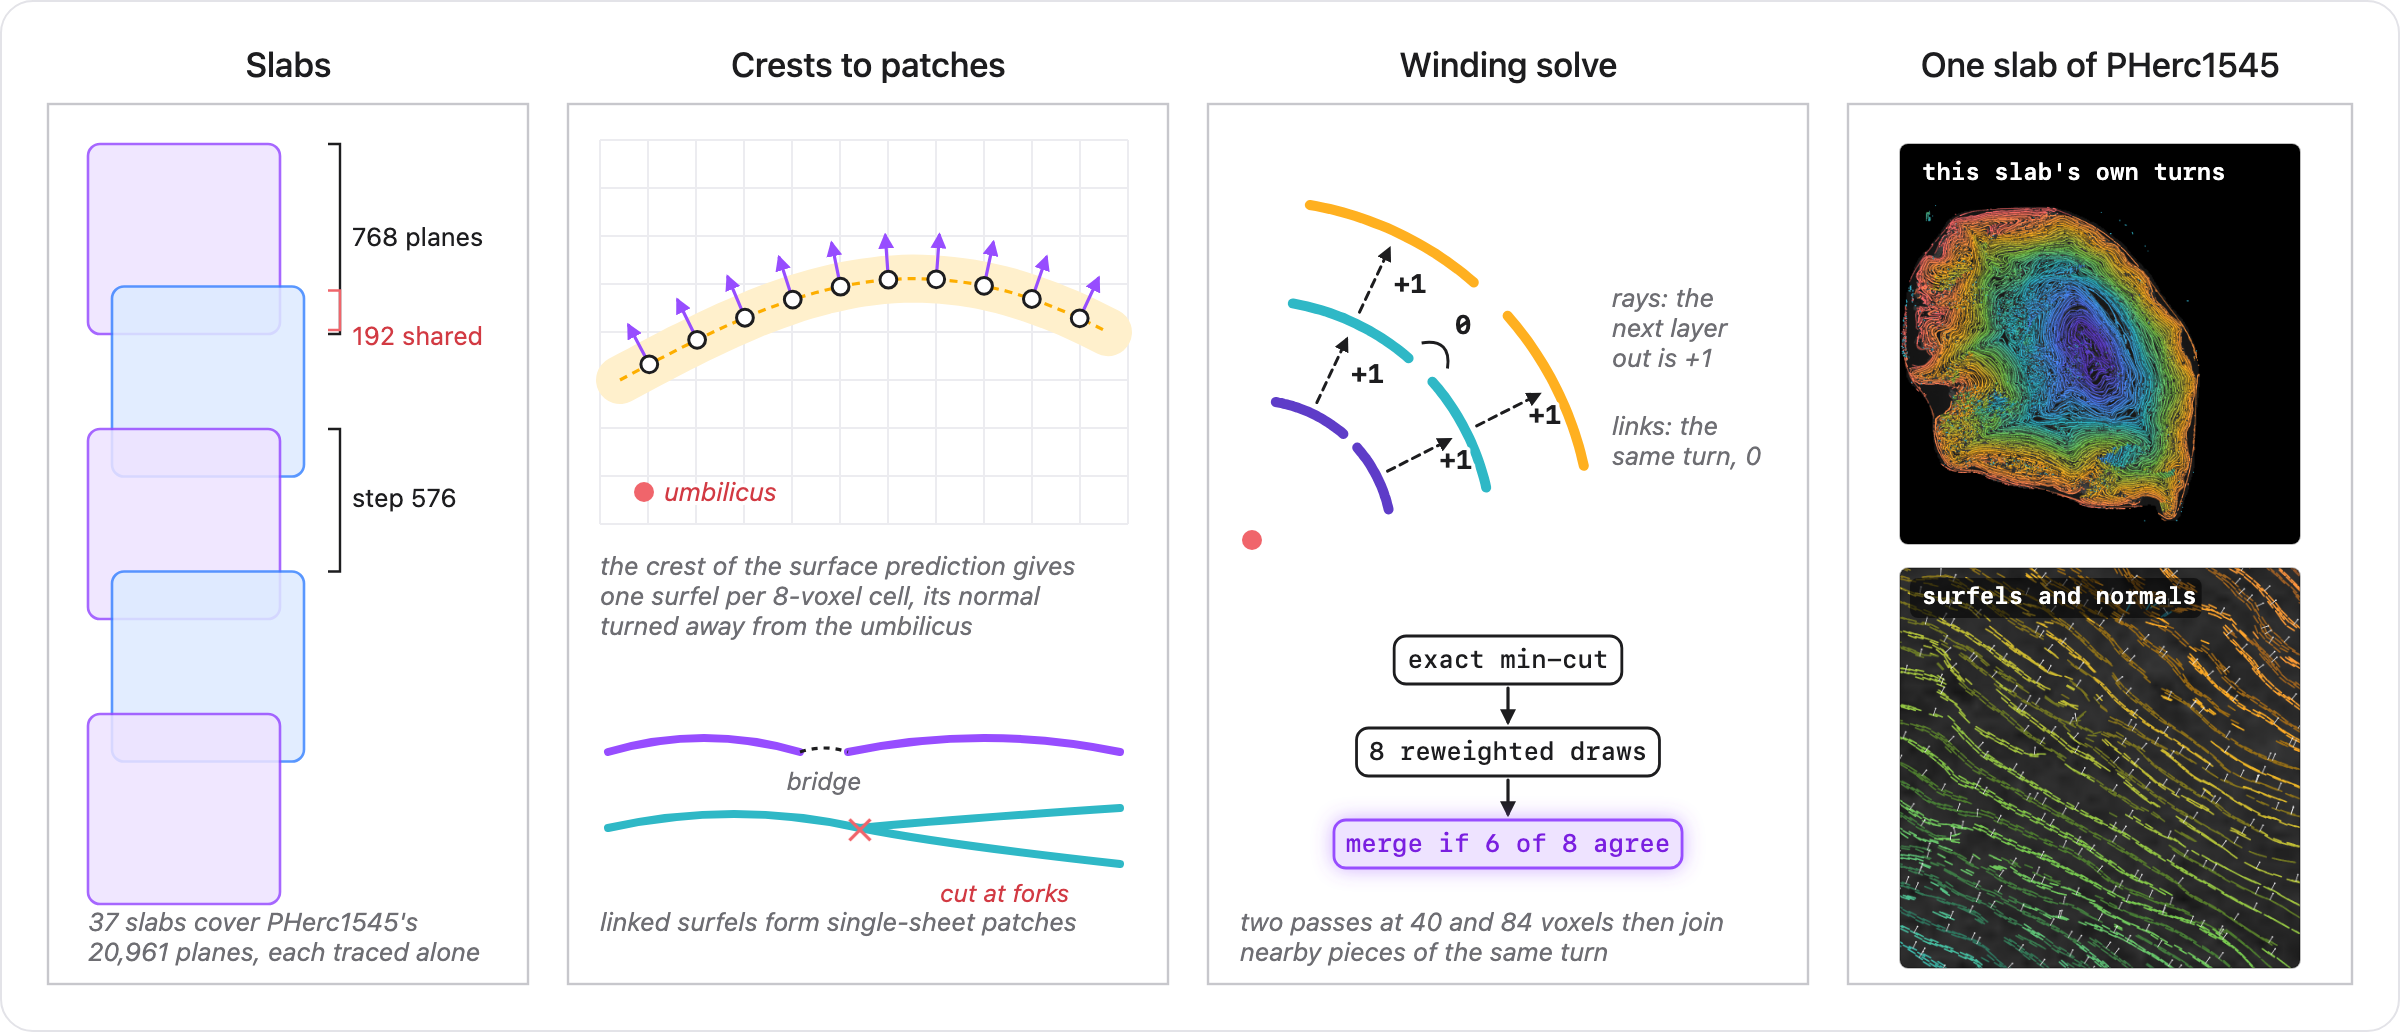 Slabs
768 planes
192 shared
step 576
37 slabs cover PHerc1545's
20,961 planes, each traced alone
Crests to patches
umbilicus
the crest of the surface prediction gives
one surfel per 8-voxel cell, its normal
turned away from the umbilicus
bridge
cut at forks
linked surfels form single-sheet patches
Winding solve
+1
0
+1
+1
+1
rays: the
next layer
out is +1
links: the
same turn, 0
exact min-cut
8 reweighted draws
merge if 6 of 8 agree
two passes at 40 and 84 voxels then join
nearby pieces of the same turn
One slab of PHerc1545
this slab's own turns
surfels and normals